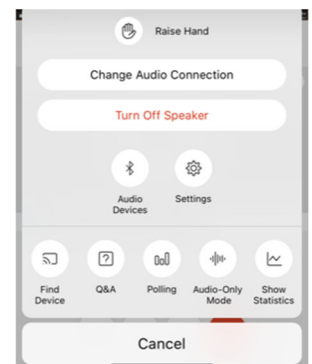 Raise Hand
Change Audio Connection
Turn Off Speaker
Audio
Devices
Settings
Find
Device
Q&A
Polling
Audio-Only
Mode
Show
Statistics
Cancel